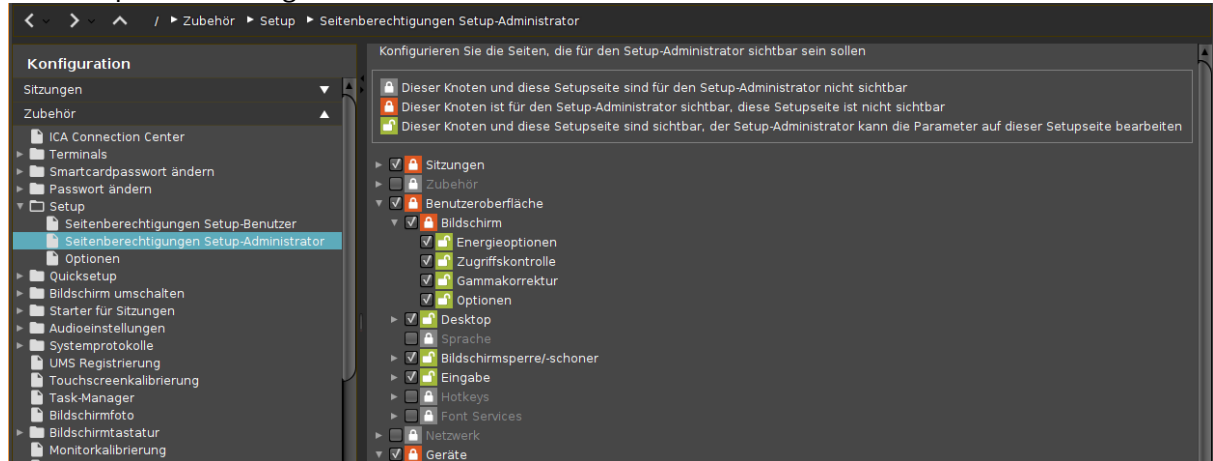 / Zubehör Setup Seitenberechtigungen Setup-Administrator
Konfiguration
Sitzungen
Zubehör
ICA Connection Center
Terminals
Smartcardpasswort ändern
Passwort ändern
Setup
Seitenberechtigungen Setup-Benutzer
Seitenberechtigungen Setup-Administrator
Optionen
Quicksetup
Bildschirm umschalten
Starter für Sitzungen
Audioeinstellungen
Systemprotokolle
UMS Registrierung
Touchscreenkalibrierung
Task-Manager
Bildschirmfoto
Bildschirmtastatur
Monitorkalibrierung
Konfigurieren Sie die Seiten, die für den Setup-Administrator sichtbar sein sollen
Dieser Knoten und diese Setupseite sind für den Setup-Administrator nicht sichtbar
Dieser Knoten ist für den Setup-Administrator sichtbar, diese Setupseite ist nicht sichtbar
Dieser Knoten und diese Setupseite sind sichtbar, der Setup-Administrator kann die Parameter auf dieser Setupseite bearbeiten
Sitzungen
Zubehör
Benutzeroberfläche
Bildschirm
Energieoptionen
Zugriffskontrolle
Gammakorrektur
Optionen
Desktop
Sprache
Bildschirmsperre/-schoner
Eingabe
Hotkeys
Font Services
Netzwerk
Geräte